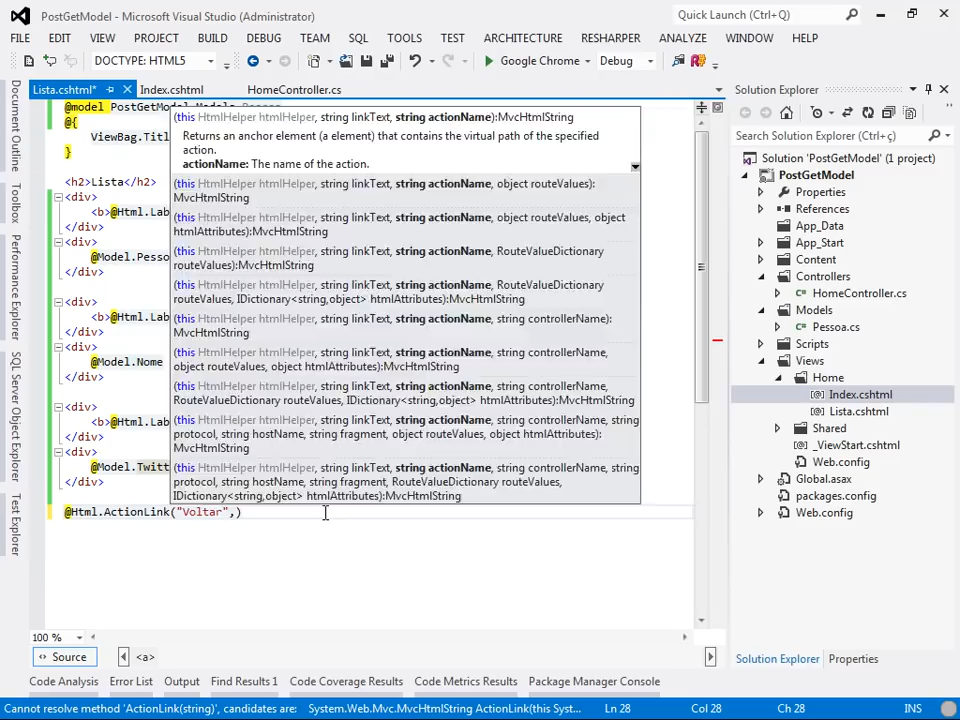 PostGetModel - Microsoft Visual Studio (Administrator)
Quick Launch (Ctrl+Q)
FILE EDIT VIEW PROJECT BUILD DEBUG TEAM SQL TOOLS TEST ARCHITECTURE RESHARPER ANALYZE WINDOW HELP
DOCTYPE: HTML5
Google Chrome
Debug
Lista.cshtml*
Index.cshtml
HomeController.cs
Document Outline
Toolbox
Performance Explorer
SQL Server Object Explorer
Test Explorer
@model PostGetModel.Models.Pessoa
@{
ViewBag.Titl
}
<h2>Lista</h2>
<div>
<b>@Html.Lab
</div>
<div>
@Model.Pesso
</div>
<div>
<b>@Html.Lab
</div>
<div>
@Model.Nome
</div>
<div>
<b>@Html.Lab
</div>
<div>
@Model.Twitt
</div>
@Html.ActionLink("Voltar",)
(this HtmlHelper htmlHelper, string linkText, string actionName):MvcHtmlString
Returns an anchor element (a element) that contains the virtual path of the specified
action.
actionName: The name of the action.
(this HtmlHelper htmlHelper, string linkText, string actionName, object routeValues):
MvcHtmlString
(this HtmlHelper htmlHelper, string linkText, string actionName, object routeValues, object
htmlAttributes):MvcHtmlString
(this HtmlHelper htmlHelper, string linkText, string actionName, RouteValueDictionary
routeValues):MvcHtmlString
(this HtmlHelper htmlHelper, string linkText, string actionName, RouteValueDictionary
routeValues, IDictionary<string,object> htmlAttributes):MvcHtmlString
(this HtmlHelper htmlHelper, string linkText, string actionName, string controllerName):
MvcHtmlString
(this HtmlHelper htmlHelper, string linkText, string actionName, string controllerName,
object routeValues, object htmlAttributes):MvcHtmlString
(this HtmlHelper htmlHelper, string linkText, string actionName, string controllerName,
RouteValueDictionary routeValues, IDictionary<string,object> htmlAttributes):MvcHtmlString
(this HtmlHelper htmlHelper, string linkText, string actionName, string controllerName, string
protocol, string hostName, string fragment, object routeValues, object htmlAttributes):
MvcHtmlString
(this HtmlHelper htmlHelper, string linkText, string actionName, string controllerName, string
protocol, string hostName, string fragment, RouteValueDictionary routeValues,
IDictionary<string,object> htmlAttributes):MvcHtmlString
100 %
Source
<a>
Solution Explorer
Search Solution Explorer (Ctrl+ç)
Solution 'PostGetModel' (1 project)
PostGetModel
Properties
References
App_Data
App_Start
Content
Controllers
HomeController.cs
Models
Pessoa.cs
Scripts
Views
Home
Index.cshtml
Lista.cshtml
Shared
_ViewStart.cshtml
Web.config
Global.asax
packages.config
Web.config
Solution Explorer Properties
Code Analysis Error List Output Find Results 1 Code Coverage Results Code Metrics Results Package Manager Console
Cannot resolve method 'ActionLink(string)', candidates are: System.Web.Mvc.MvcHtmlString ActionLink(this Syst... Ln 28 Col 28 Ch 28 INS